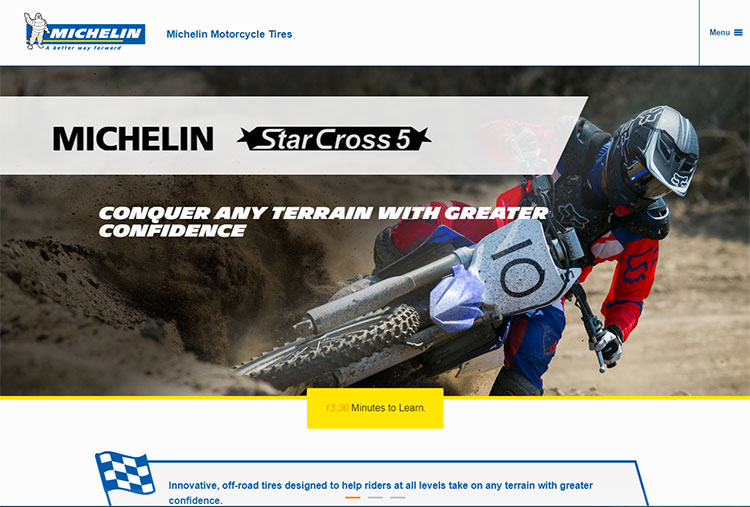 MICHELIN
A better way forward
Michelin Motorcycle Tires
Menu
MICHELIN StarCross 5
CONQUER ANY TERRAIN WITH GREATER
CONFIDENCE
10
13:30 Minutes to Learn.
Innovative, off-road tires designed to help riders at all levels take on any terrain with greater
confidence.